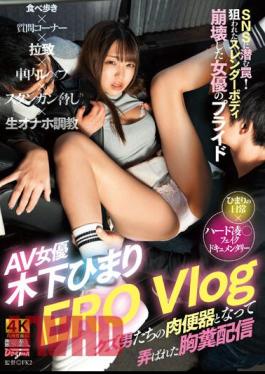 食べ歩き
×
質問コーナー
×
拉致
×
車内レ×プ
×
スタンガン脅し
×
生オナホ調教
SNSに潜む罠!
狙われたスレンダーボディ
崩壊した女優のプライド
ひまりの日常
×
ハード凌
フェイク
ドキュメンタリー
AV女優
木下ひまり
ERO Vlog
クズ男たちの肉便器となって
弄ばれた胸糞配信
4K